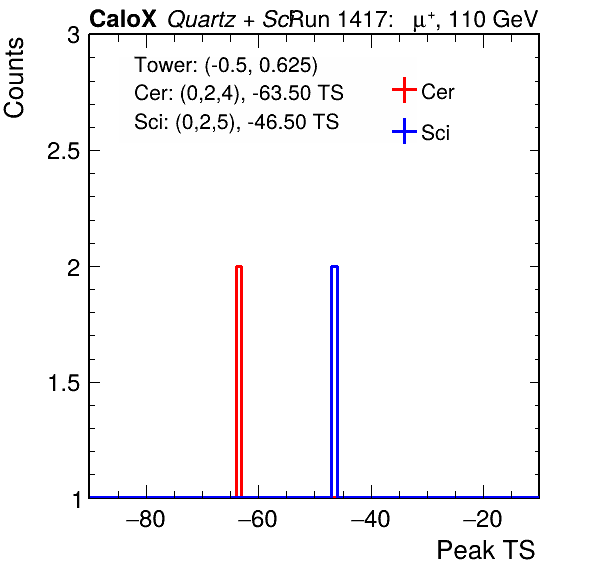 CaloX Quartz + Sci Run 1417: μ+, 110 GeV
Counts
Tower: (-0.5, 0.625)
Cer: (0,2,4), -63.50 TS
Sci: (0,2,5), -46.50 TS
Cer
Sci
3
2.5
2
1.5
1
−80 −60 −40 −20
Peak TS